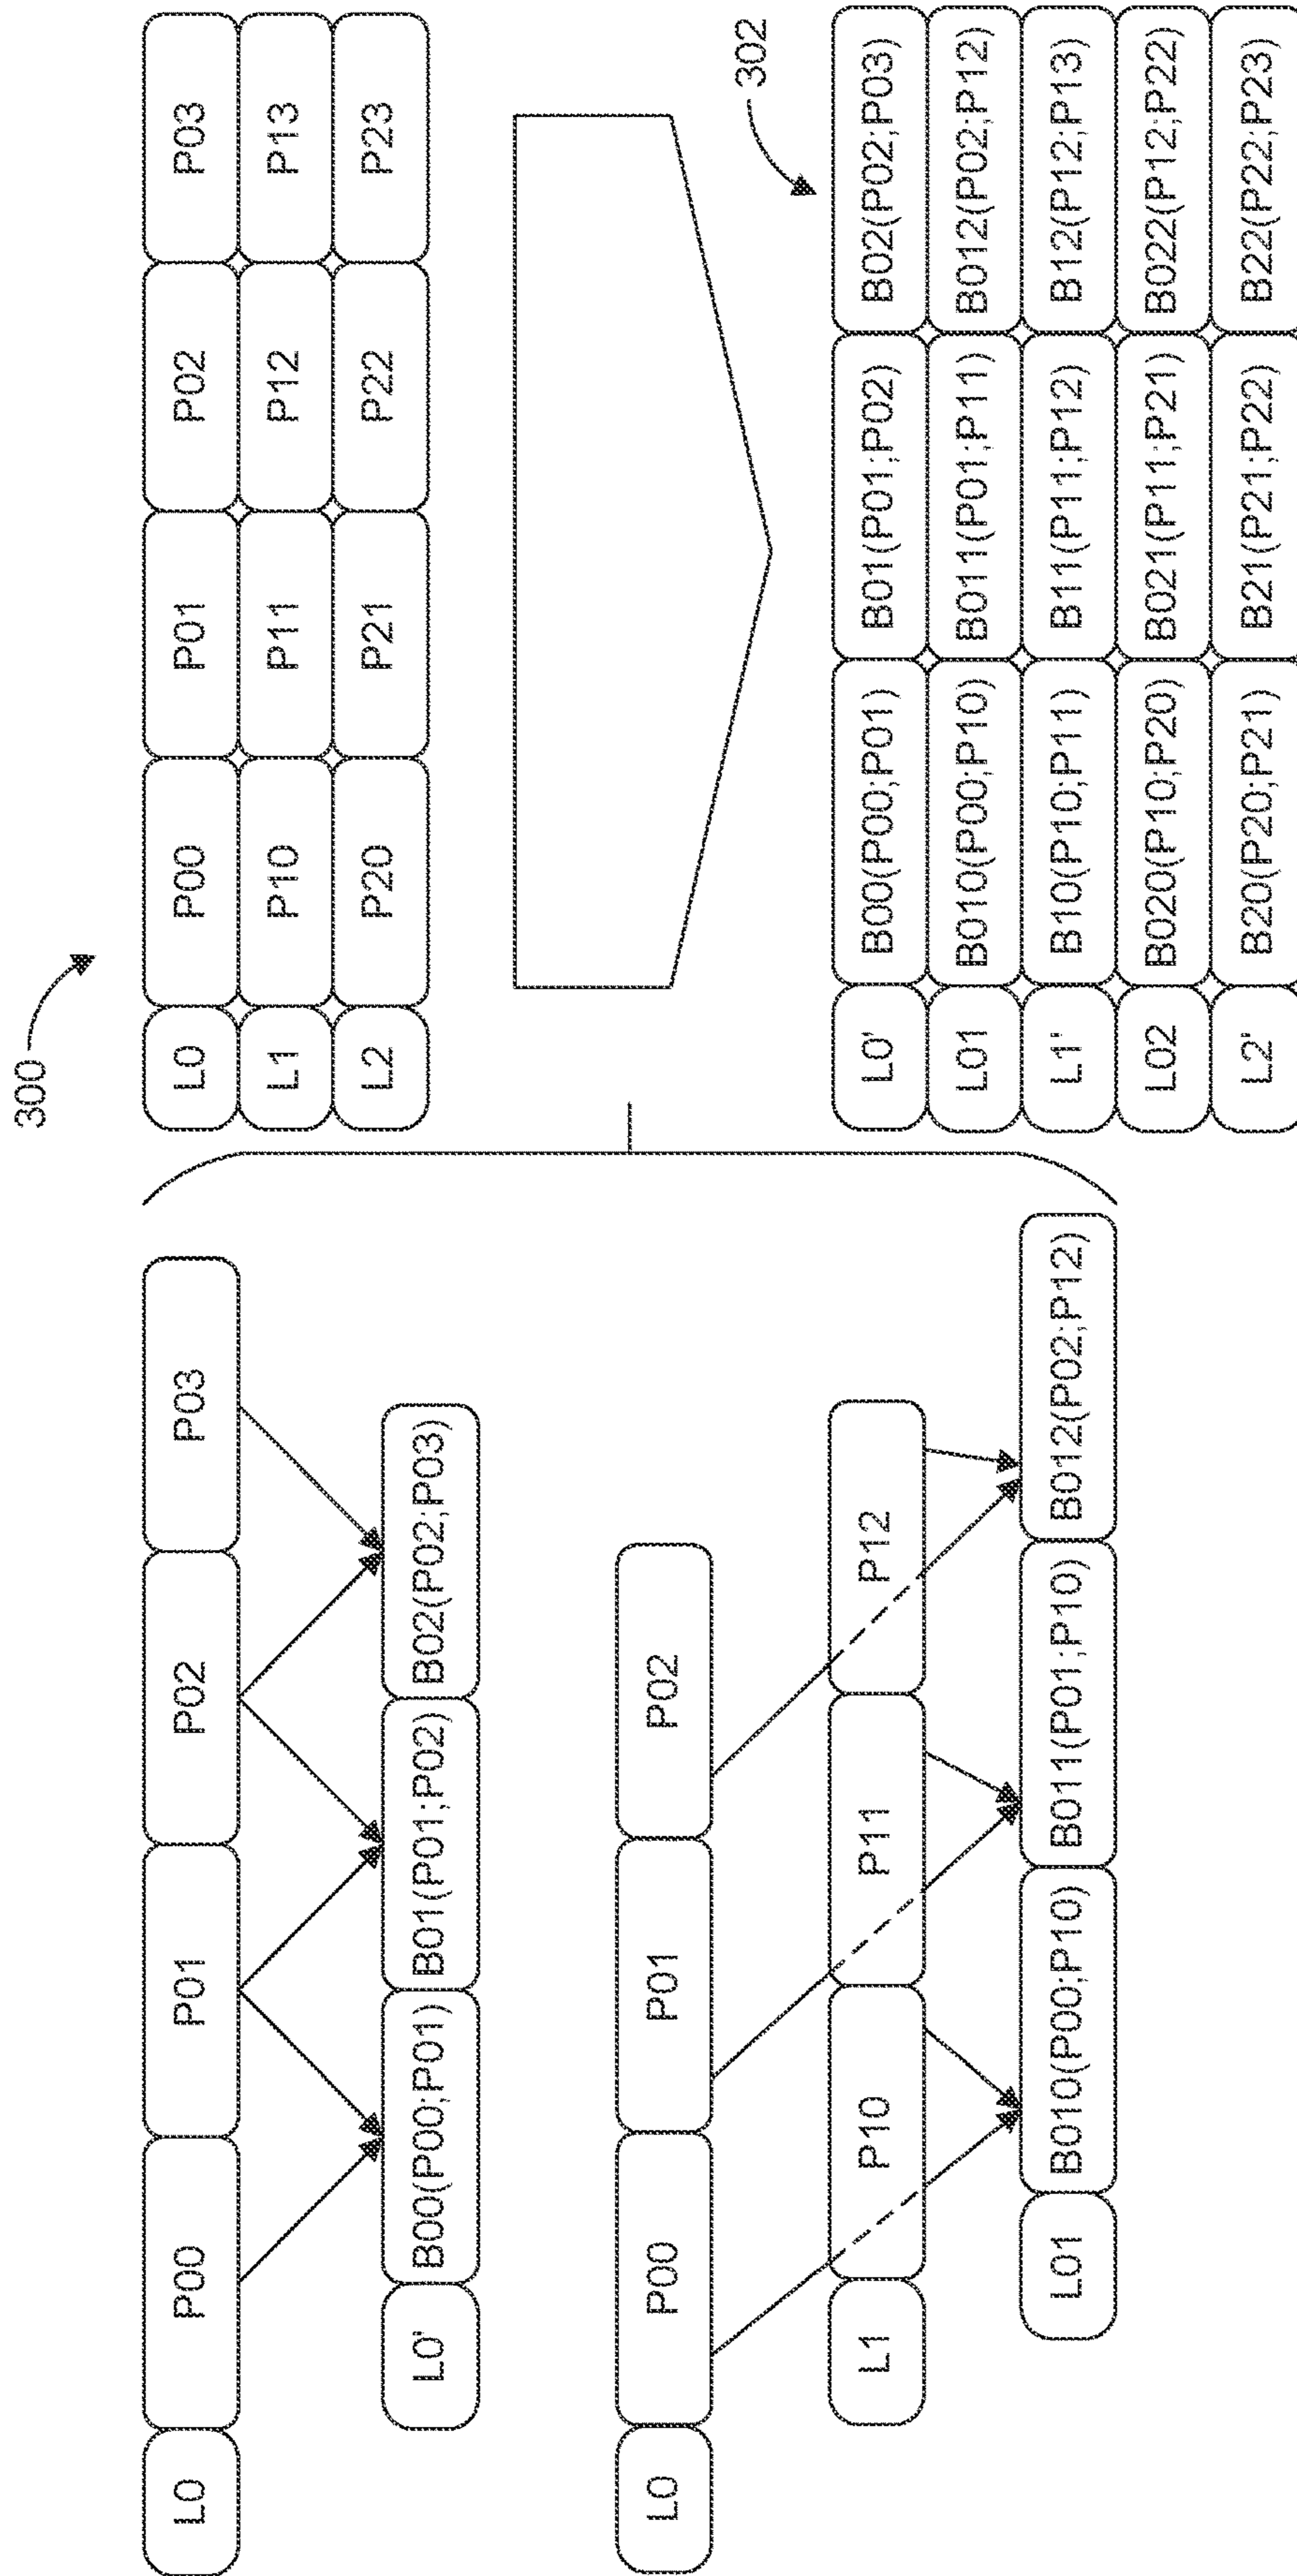 L0 P00 P01 P02 P03
L0' B00(P00;P01) B01(P01;P02) B02(P02;P03)
L0 P00 P01 P02
L1 P10 P11 P12
L01 B010(P00;P10) B011(P01;P10) B012(P02;P12)
300
L0 P00 P01 P02 P03
L1 P10 P11 P12 P13
L2 P20 P21 P22 P23
302
L0' B00(P00;P01) B01(P01;P02) B02(P02;P03)
L01 B010(P00;P10) B011(P01;P11) B012(P02;P12)
L1' B10(P10;P11) B11(P11;P12) B12(P12;P13)
L02 B020(P10;P20) B021(P11;P21) B022(P12;P22)
L2' B20(P20;P21) B21(P21;P22) B22(P22;P23)